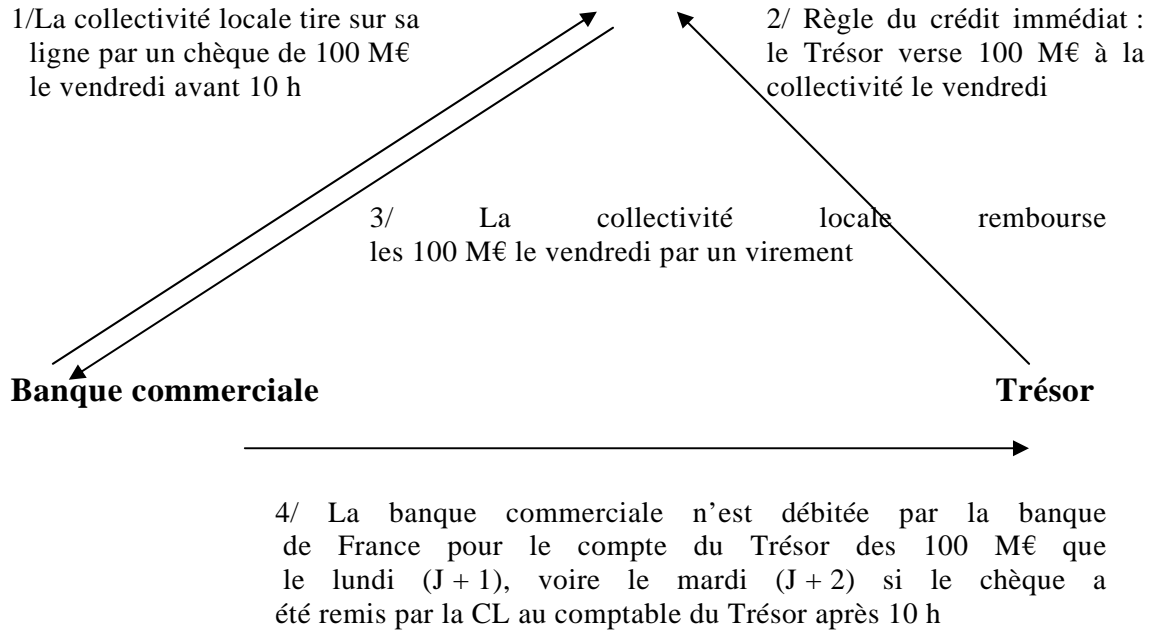 1/La collectivité locale tire sur sa
ligne par un chèque de 100 M€
le vendredi avant 10 h
2/ Règle du crédit immédiat :
le Trésor verse 100 M€ à la
collectivité le vendredi
3/ La collectivité locale rembourse
les 100 M€ le vendredi par un virement
Banque commerciale
Trésor
4/ La banque commerciale n’est débitée par la banque
de France pour le compte du Trésor des 100 M€ que
le lundi (J + 1), voire le mardi (J + 2) si le chèque a
été remis par la CL au comptable du Trésor après 10 h